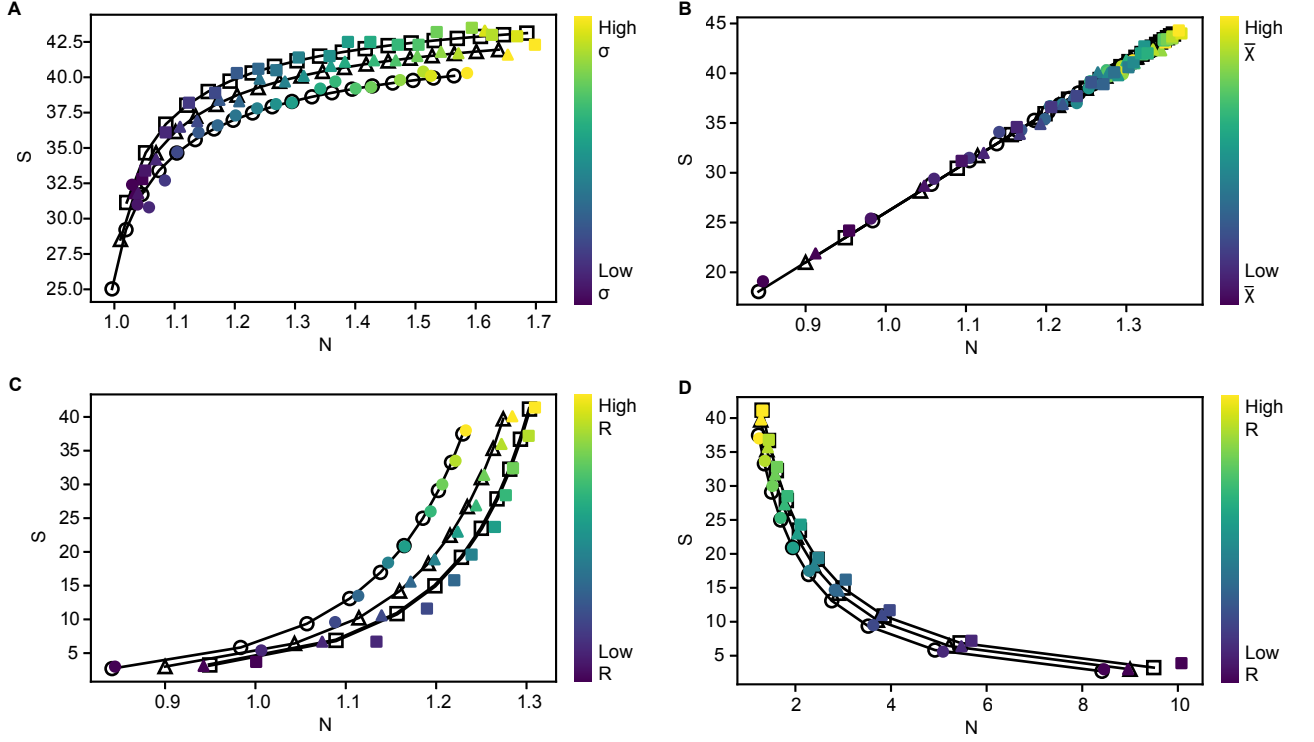 A
42.5
40.0
37.5
35.0
32.5
30.0
27.5
25.0
S
1.0 1.1 1.2 1.3 1.4 1.5 1.6 1.7
N
High
σ
Low
σ
B
45
40
35
30
25
20
S
0.9 1.0 1.1 1.2 1.3
N
High
X̅
Low
X̅
C
40
35
30
25
20
15
10
5
S
0.9 1.0 1.1 1.2 1.3
N
High
R
Low
R
D
40
35
30
25
20
15
10
5
S
2 4 6 8 10
N
High
R
Low
R